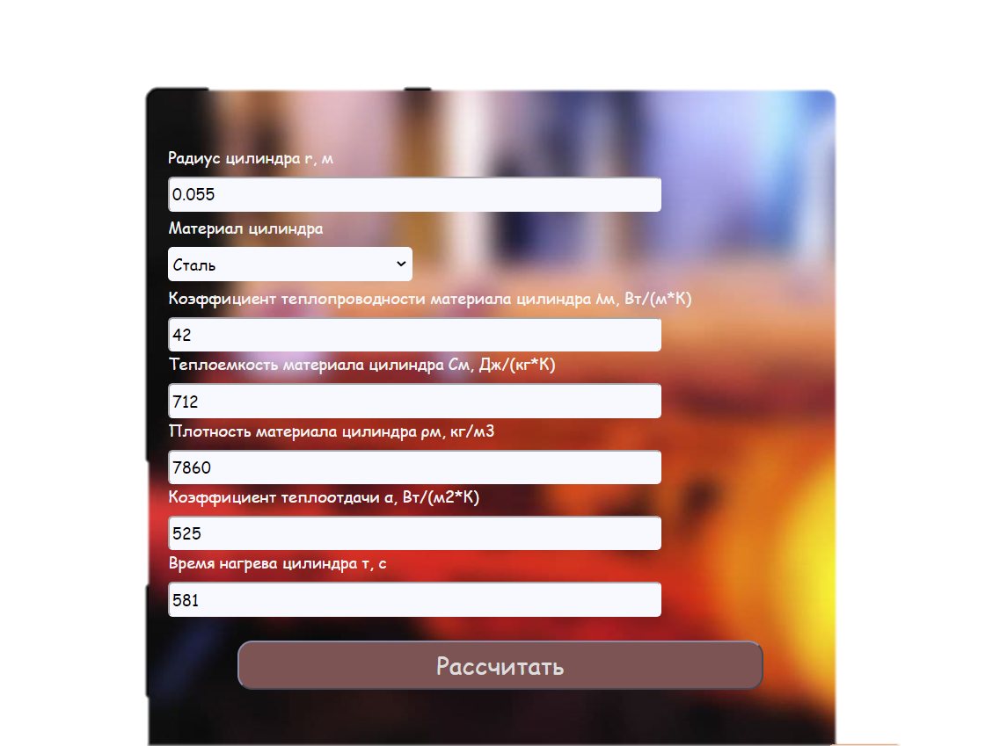 Радиус цилиндра r, м
0.055
Материал цилиндра
Сталь
Коэффициент теплопроводности материала цилиндра λм, Вт/(м*К)
42
Теплоемкость материала цилиндра См, Дж/(кг*К)
712
Плотность материала цилиндра ρм, кг/м3
7860
Коэффициент теплоотдачи α, Вт/(м2*К)
525
Время нагрева цилиндра τ, с
581
Рассчитать